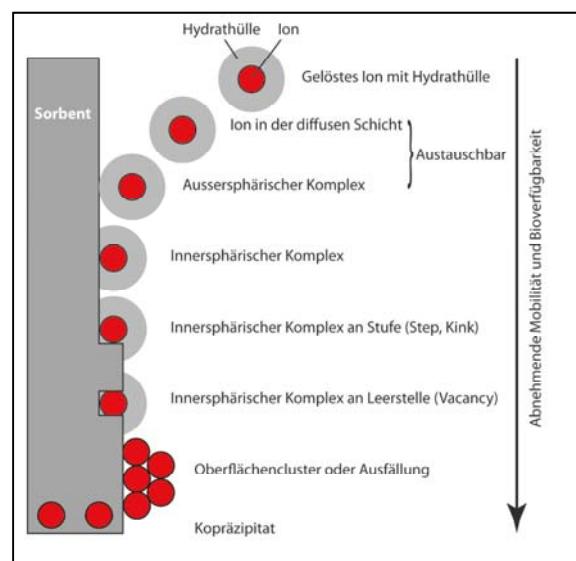 Hydrathülle Ion
Gelöstes Ion mit Hydrathülle
Sorbent
Ion in der diffusen Schicht
Austauschbar
Aussersphärischer Komplex
Innersphärischer Komplex
Innersphärischer Komplex an Stufe (Step, Kink)
Innersphärischer Komplex an Leerstelle (Vacancy)
Oberflächencluster oder Ausfällung
Kopräzipitat
Abnehmende Mobilität und Bioverfügbarkeit